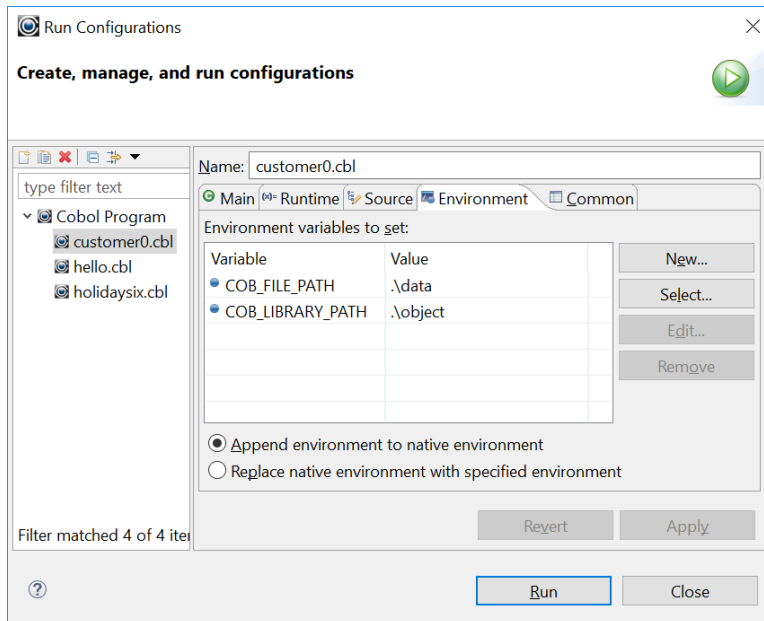 Run Configurations
Create, manage, and run configurations
type filter text
Cobol Program
customer0.cbl
hello.cbl
holidaysix.cbl
Filter matched 4 of 4 iter
Name: customer0.cbl
Main Runtime Source Environment Common
Environment variables to set:
Variable Value
COB_FILE_PATH .\data
COB_LIBRARY_PATH .\object
New...
Select...
Edit...
Remove
Append environment to native environment
Replace native environment with specified environment
Revert Apply
Run Close